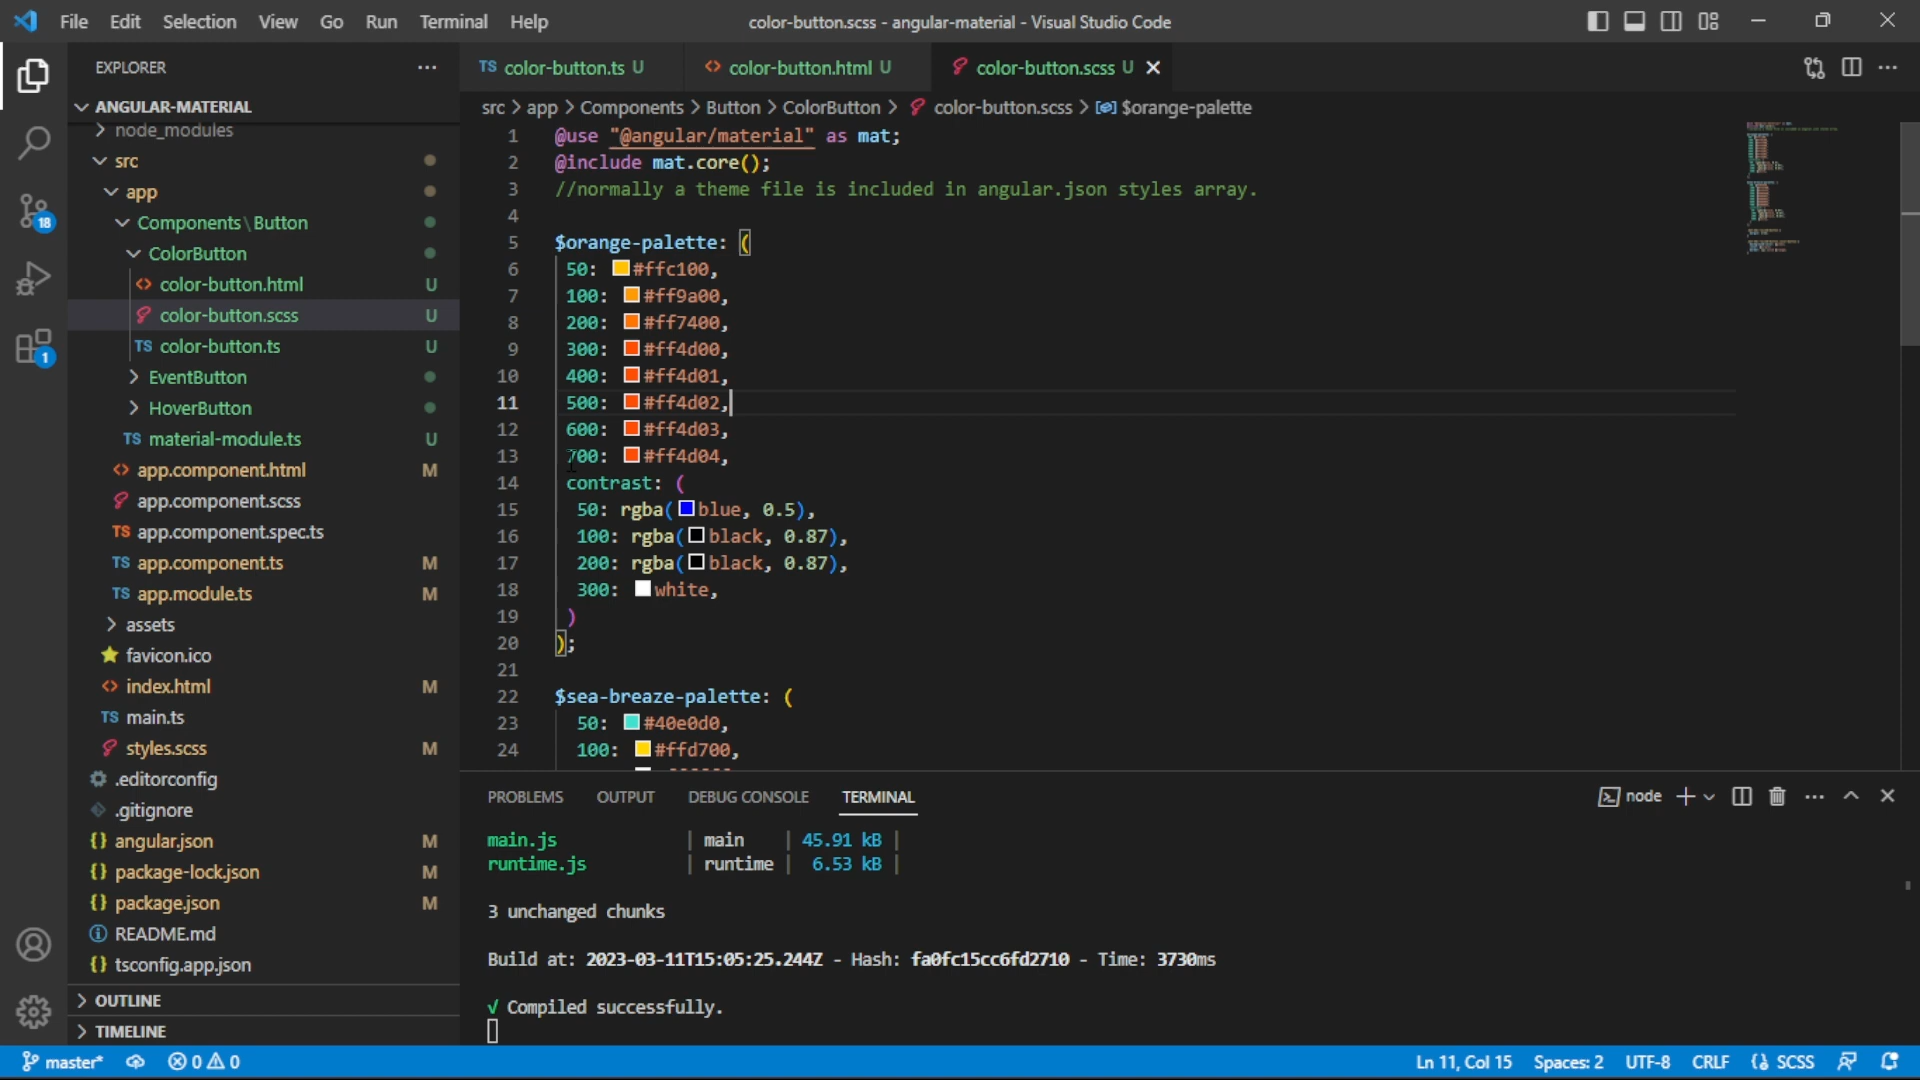 File Edit Selection View Go Run Terminal Help
color-button.scss - angular-material - Visual Studio Code
EXPLORER
ANGULAR-MATERIAL
node_modules
src
app
Components\Button
ColorButton
color-button.html U
color-button.scss U
color-button.ts U
EventButton
HoverButton
TS material-module.ts U
app.component.html M
app.component.scss
TS app.component.spec.ts
TS app.component.ts M
TS app.module.ts M
assets
favicon.ico
index.html M
TS main.ts
styles.scss M
.editorconfig
.gitignore
{} angular.json M
{} package-lock.json M
{} package.json M
README.md
{} tsconfig.app.json
OUTLINE
TIMELINE
18
1
TS color-button.ts U
color-button.html U
color-button.scss U
src > app > Components > Button > ColorButton > color-button.scss > $orange-palette
1 @use "@angular/material" as mat;
2 @include mat.core();
3 //normally a theme file is included in angular.json styles array.
4
5 $orange-palette: (
6 50: #ffc100,
7 100: #ff9a00,
8 200: #ff7400,
9 300: #ff4d00,
10 400: #ff4d01,
11 500: #ff4d02,
12 600: #ff4d03,
13 700: #ff4d04,
14 contrast: (
15 50: rgba(blue, 0.5),
16 100: rgba(black, 0.87),
17 200: rgba(black, 0.87),
18 300: white,
19 )
20 );
21
22 $sea-breaze-palette: (
23 50: #40e0d0,
24 100: #ffd700,
PROBLEMS OUTPUT DEBUG CONSOLE TERMINAL
node
main.js | main | 45.91 kB |
runtime.js | runtime | 6.53 kB |
3 unchanged chunks
Build at: 2023-03-11T15:05:25.244Z - Hash: fa0fc15cc6fd2710 - Time: 3730ms
√ Compiled successfully.
master* 0 0
Ln 11, Col 15 Spaces: 2 UTF-8 CRLF {} SCSS